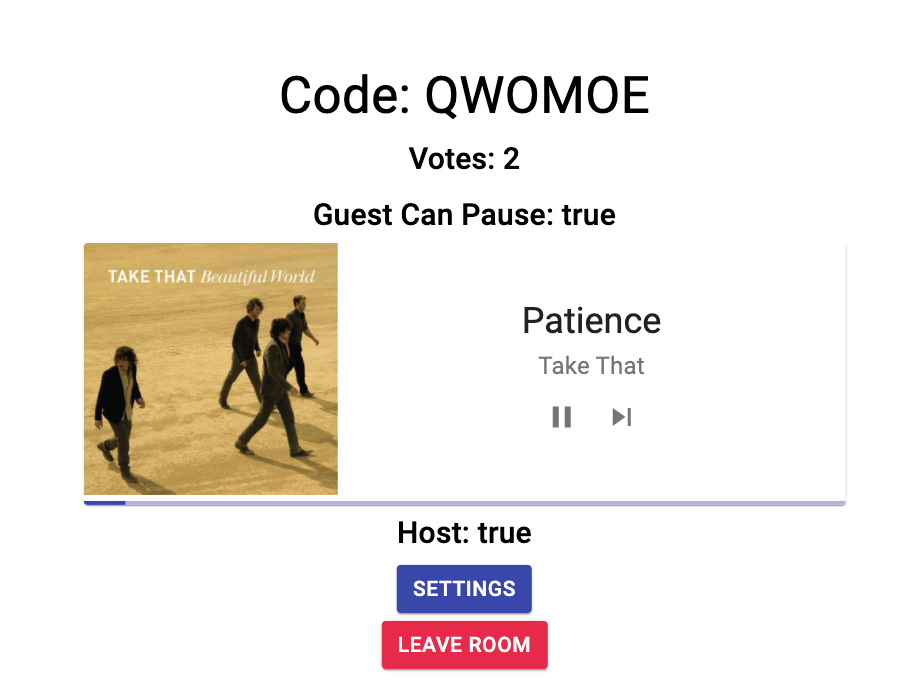 Code: QWOMOE
Votes: 2
Guest Can Pause: true
TAKE THAT Beautiful World
Patience
Take That
Host: true
SETTINGS
LEAVE ROOM